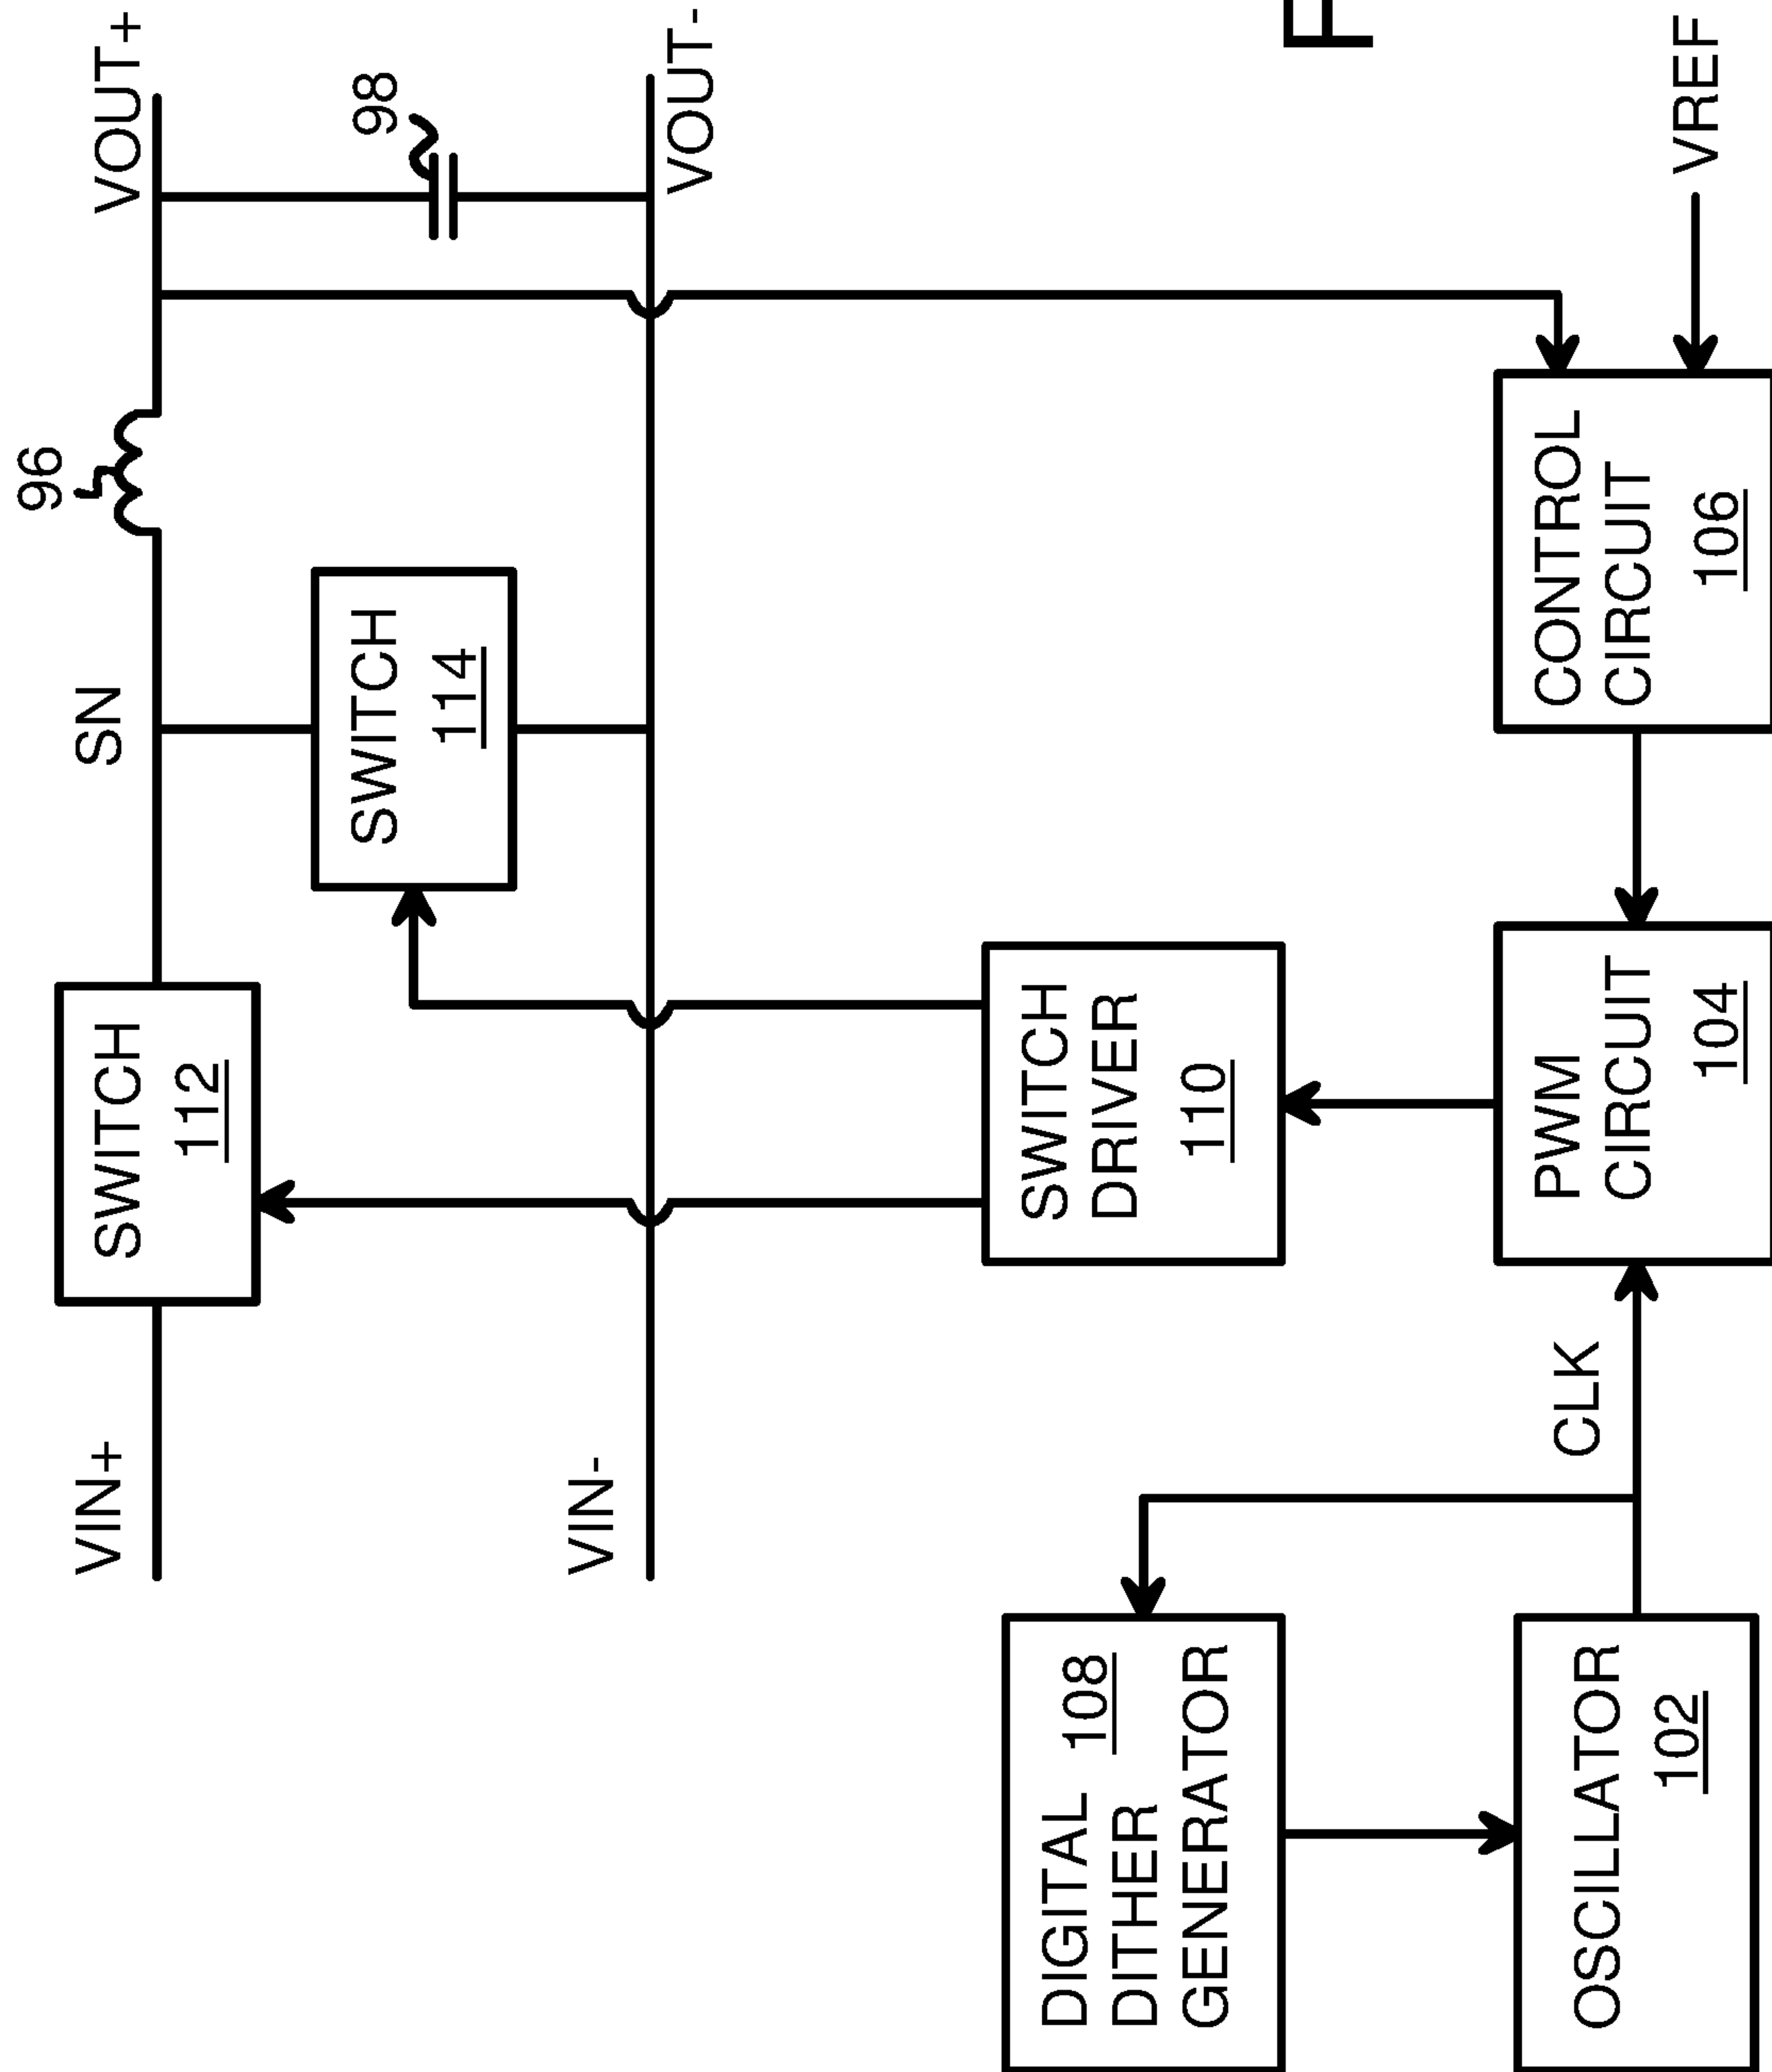 VIN+
SWITCH
112
SN
96
VOUT+
SWITCH
114
98
VIN-
VOUT-
DIGITAL
DITHER 108
GENERATOR
SWITCH
DRIVER
110
F
OSCILLATOR
102
CLK
PWM
CIRCUIT
104
CONTROL
CIRCUIT
106
VREF